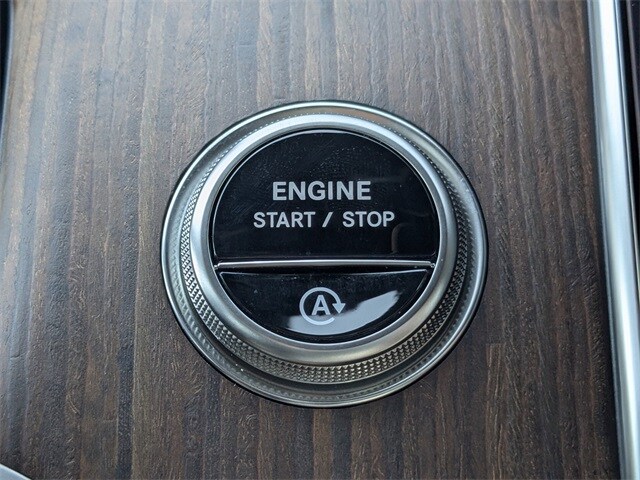 ENGINE
START / STOP
A